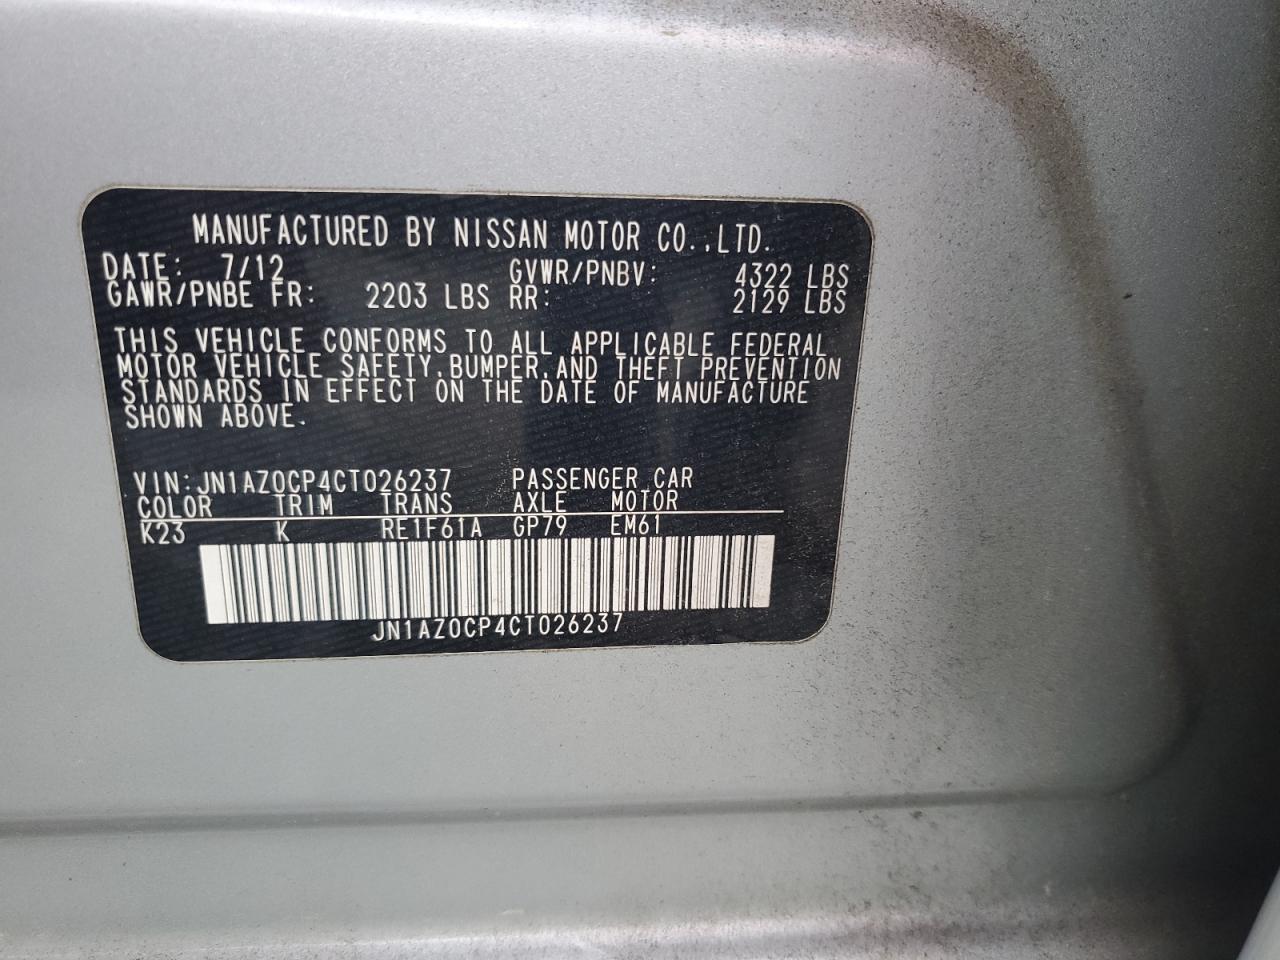 MANUFACTURED BY NISSAN MOTOR CO.,LTD.
DATE: 7/12 GVWR/PNBV: 4322 LBS
GAWR/PNBE FR: 2203 LBS RR: 2129 LBS
THIS VEHICLE CONFORMS TO ALL APPLICABLE FEDERAL
MOTOR VEHICLE SAFETY,BUMPER,AND THEFT PREVENTION
STANDARDS IN EFFECT ON THE DATE OF MANUFACTURE
SHOWN ABOVE.
VIN:JN1AZ0CP4CT026237 PASSENGER CAR
COLOR TRIM TRANS AXLE MOTOR
K23 K RE1F61A GP79 EM61
JN1AZ0CP4CT026237